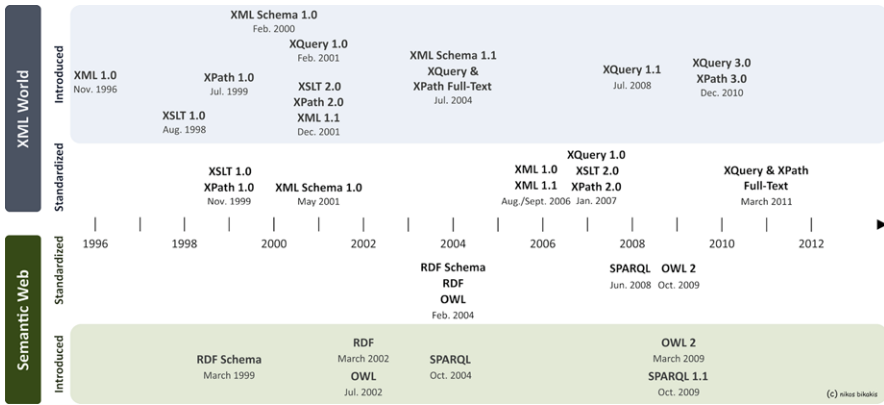 XML World
Introduced
XML Schema 1.0
Feb. 2000
XQuery 1.0
Feb. 2001
XML 1.0
Nov. 1996
XPath 1.0
Jul. 1999
XSLT 1.0
Aug. 1998
XSLT 2.0
XPath 2.0
XML 1.1
Dec. 2001
XML Schema 1.1
XQuery &
XPath Full-Text
Jul. 2004
XQuery 1.1
Jul. 2008
XQuery 3.0
XPath 3.0
Dec. 2010
Standardized
XSLT 1.0
XPath 1.0
Nov. 1999
XML Schema 1.0
May 2001
XML 1.0
XML 1.1
Aug./Sept. 2006
XQuery 1.0
XSLT 2.0
XPath 2.0
Jan. 2007
XQuery & XPath
Full-Text
March 2011
1996
1998
2000
2002
2004
2006
2008
2010
2012
Semantic Web
Standardized
RDF Schema
RDF
OWL
Feb. 2004
SPARQL
Jun. 2008
OWL 2
Oct. 2009
Introduced
RDF Schema
March 1999
RDF
March 2002
OWL
Jul. 2002
SPARQL
Oct. 2004
OWL 2
March 2009
SPARQL 1.1
Oct. 2009
(c) nikos bikakis